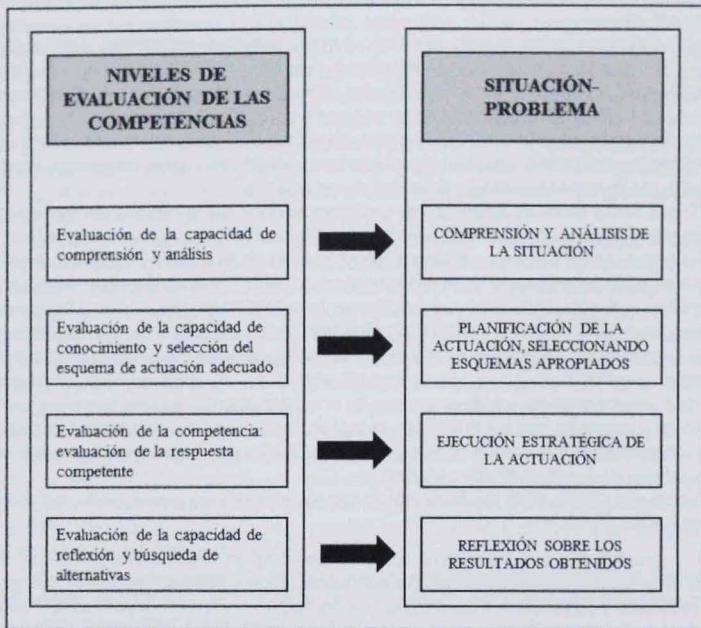 NIVELES DE
EVALUACIÓN DE LAS
COMPETENCIAS
SITUACIÓN-
PROBLEMA
Evaluación de la capacidad de
comprensión y análisis
COMPRENSIÓN Y ANÁLISIS DE
LA SITUACIÓN
Evaluación de la capacidad de
conocimiento y selección del
esquema de actuación adecuado
PLANIFICACIÓN DE LA
ACTUACIÓN, SELECCIONANDO
ESQUEMAS APROPIADOS
Evaluación de la competencia:
evaluación de la respuesta
competente
EJECUCIÓN ESTRATÉGICA DE
LA ACTUACIÓN
Evaluación de la capacidad de
reflexión y búsqueda de
alternativas
REFLEXIÓN SOBRE LOS
RESULTADOS OBTENIDOS